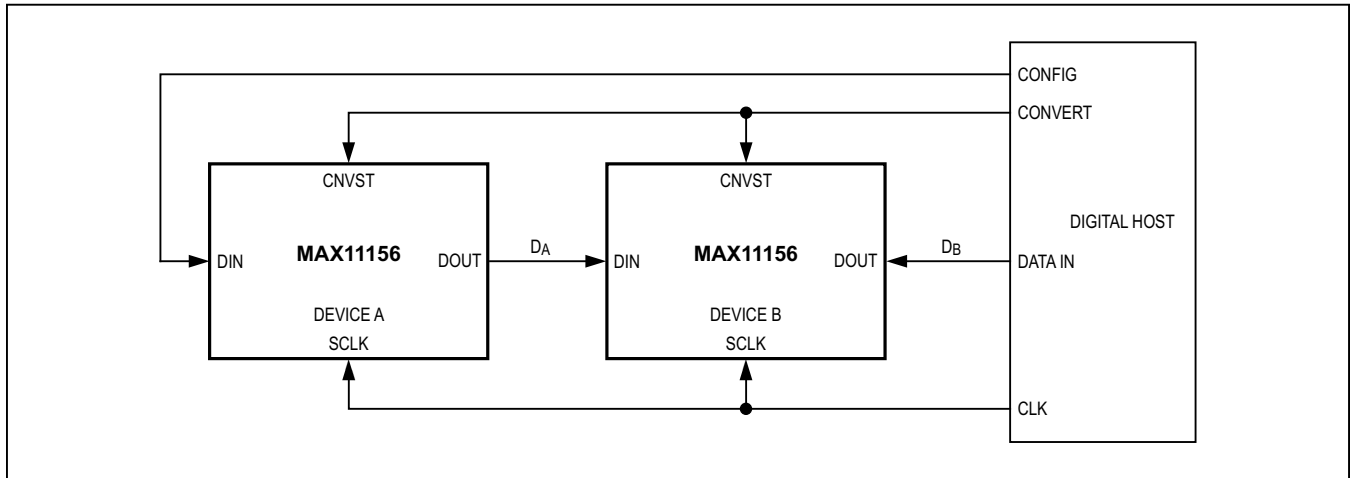 CONFIG
CONVERT
CNVST
CNVST
DIGITAL HOST
MAX11156
MAX11156
DIN
DOUT
DA
DIN
DOUT
DB
DATA IN
DEVICE A
DEVICE B
SCLK
SCLK
CLK